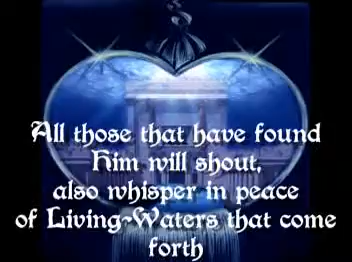 All those that have found
Him will shout,
also whisper in peace
of Living~Waters that come
forth